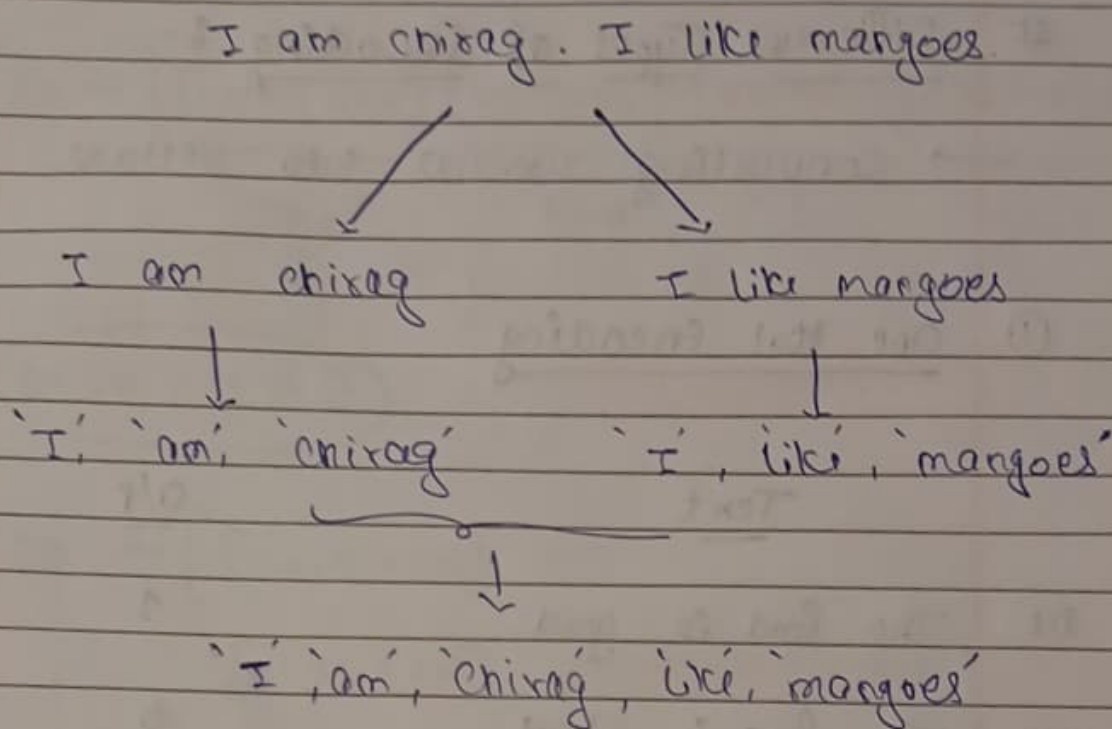 I am chirag. I like mangoes.
I am chirag I like mangoes
'I', 'am', 'chirag' 'I', 'like', 'mangoes'
'I', 'am', 'chirag', 'like', 'mangoes'